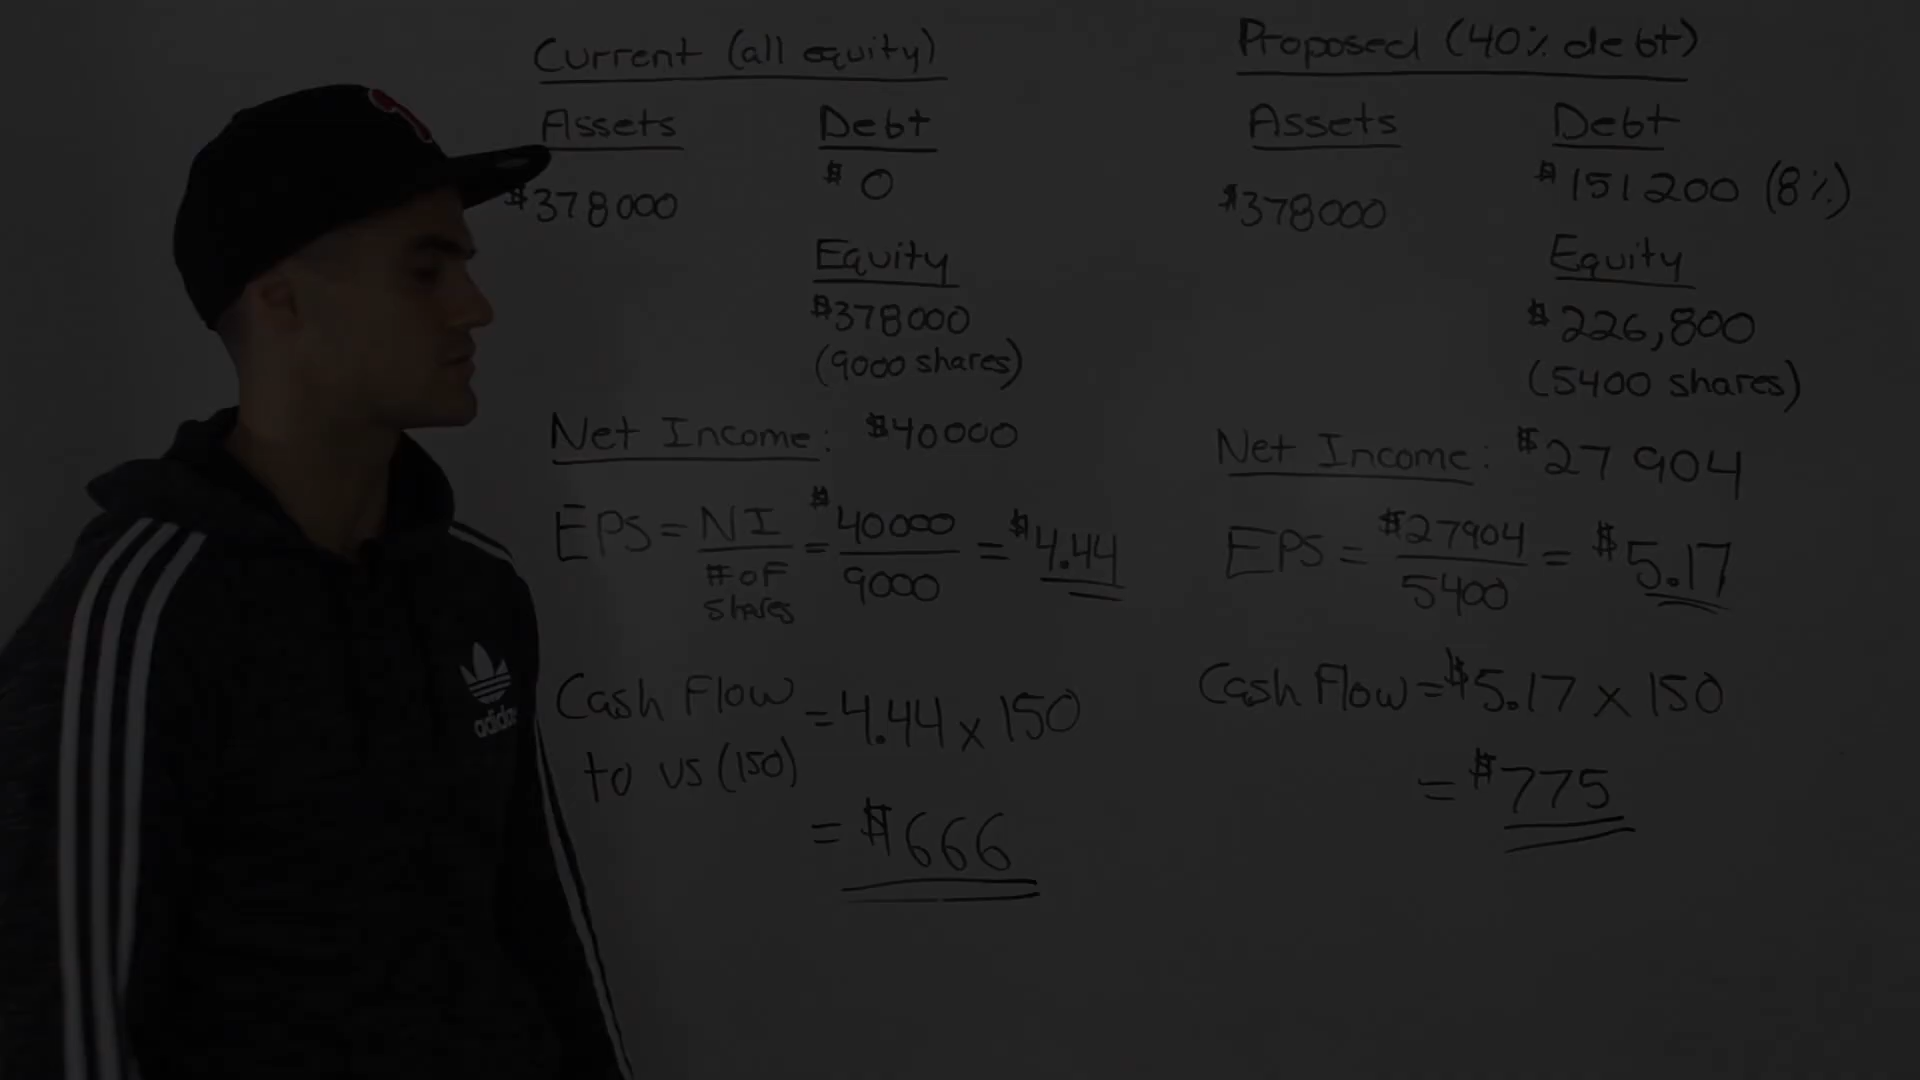 Current (all equity)
Assets
Debt
$378000
$0
Equity
$378000
(9000 shares)
Net Income: $40000
EPS = NI / # of shares = $40000 / 9000 = $4.44
Cash Flow to us (150) = 4.44 x 150
= $666
Proposed (40% debt)
Assets
Debt
$378000
$151200 (8%)
Equity
$226,800
(5400 shares)
Net Income: $27904
EPS = $27904 / 5400 = $5.17
Cash Flow = $5.17 x 150
= $775
adidas